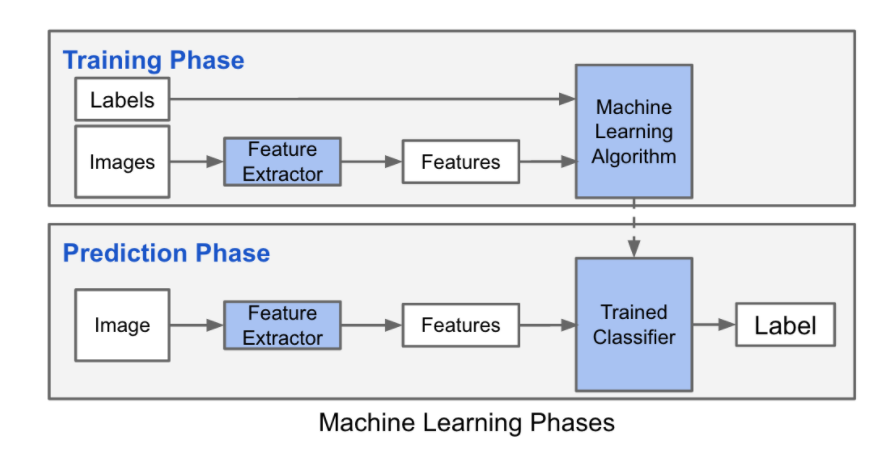 Training Phase
Labels
Images
Feature
Extractor
Features
Machine
Learning
Algorithm
Prediction Phase
Image
Feature
Extractor
Features
Trained
Classifier
Label
Machine Learning Phases